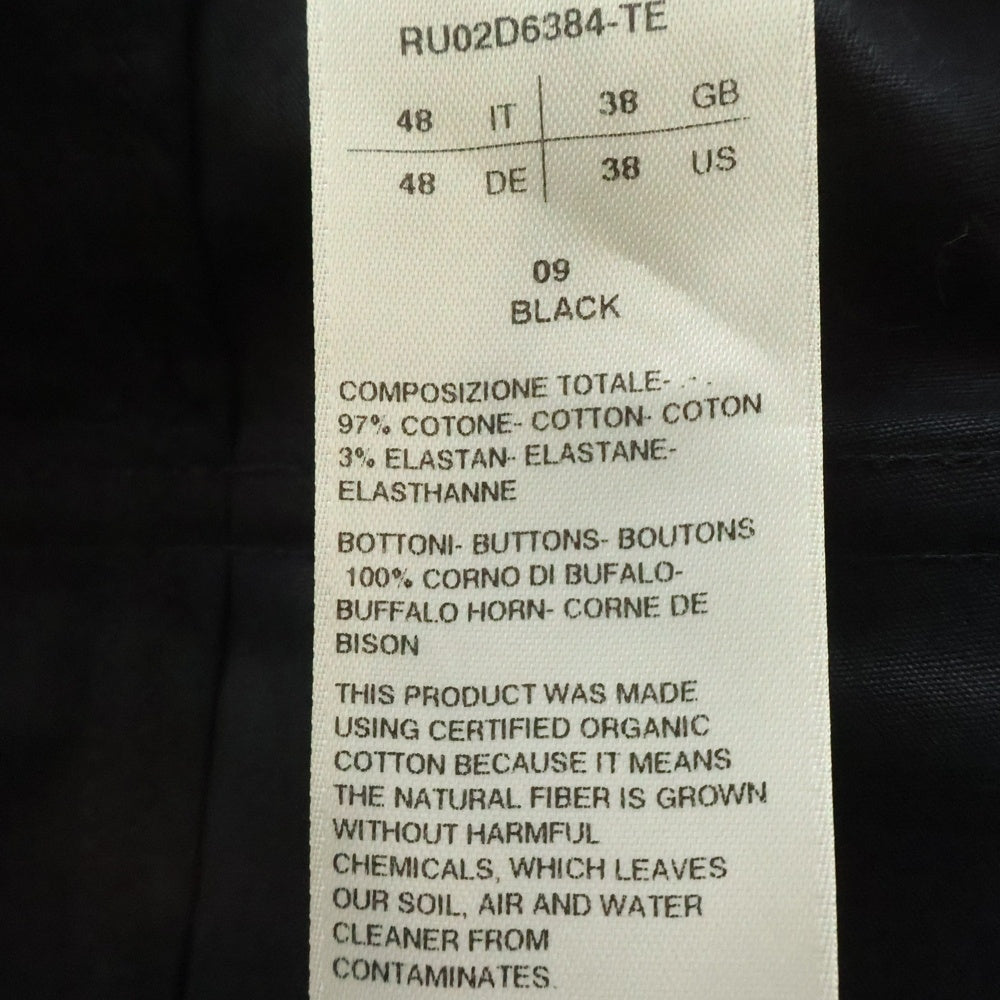 RU02D6384-TE
48 IT 38 GB
48 DE 38 US
09
BLACK
COMPOSIZIONE TOTALE-
97% COTONE- COTTON- COTON
3% ELASTAN- ELASTANE-
ELASTHANNE
BOTTONI- BUTTONS- BOUTONS
100% CORNO DI BUFALO-
BUFFALO HORN- CORNE DE
BISON
THIS PRODUCT WAS MADE
USING CERTIFIED ORGANIC
COTTON BECAUSE IT MEANS
THE NATURAL FIBER IS GROWN
WITHOUT HARMFUL
CHEMICALS, WHICH LEAVES
OUR SOIL, AIR AND WATER
CLEANER FROM
CONTAMINATES.